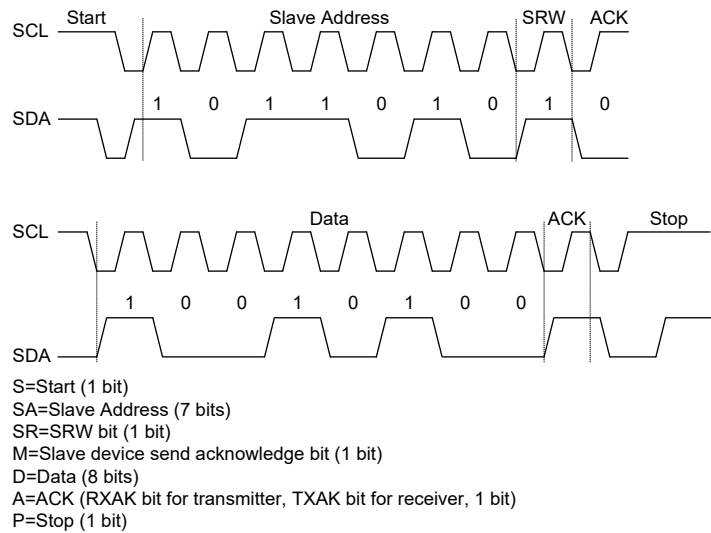 Start Slave Address SRW ACK
SCL
1 0 1 1 0 1 0 1 0
SDA
Data ACK Stop
SCL
1 0 0 1 0 1 0 0
SDA
S=Start (1 bit)
SA=Slave Address (7 bits)
SR=SRW bit (1 bit)
M=Slave device send acknowledge bit (1 bit)
D=Data (8 bits)
A=ACK (RXAK bit for transmitter, TXAK bit for receiver, 1 bit)
P=Stop (1 bit)